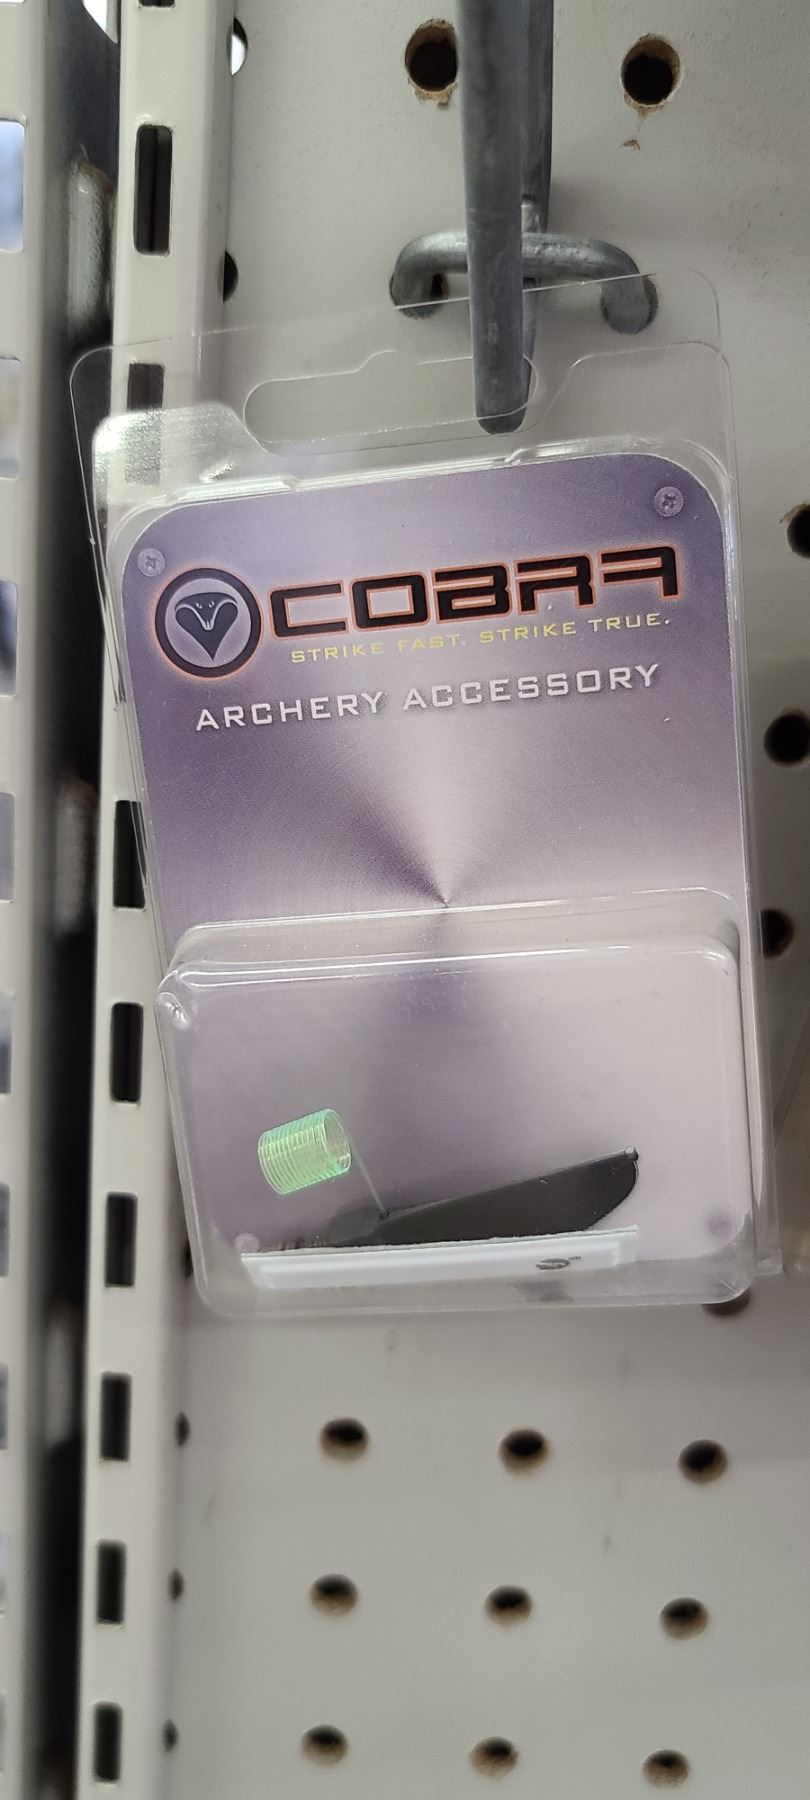 COBRA
STRIKE FAST. STRIKE TRUE.
ARCHERY ACCESSORY